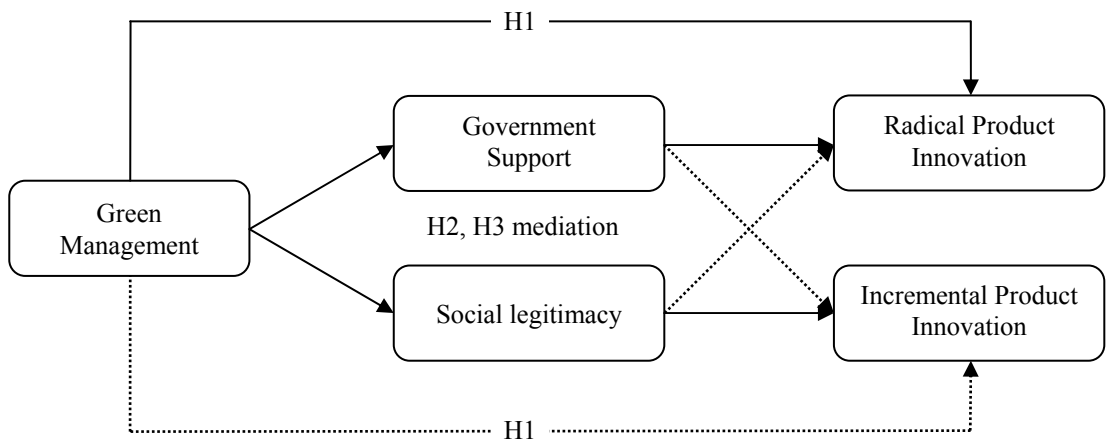 H1
Government
Support
Radical Product
Innovation
Green
Management
H2, H3 mediation
Social legitimacy
Incremental Product
Innovation
H1